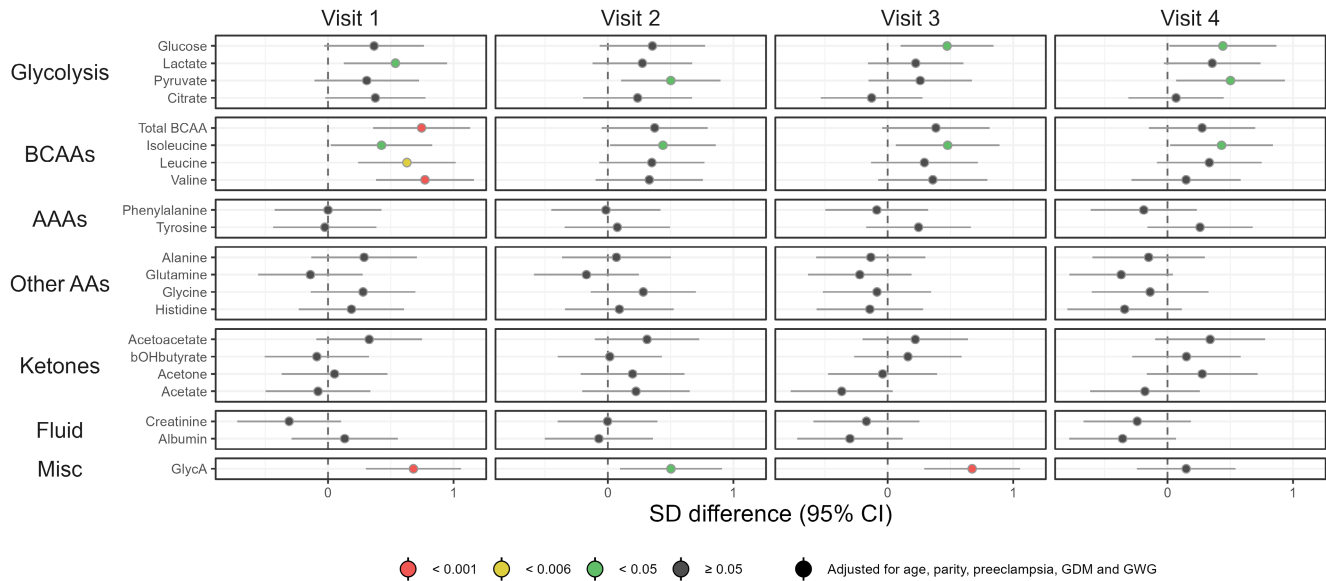 Visit 1 Visit 2 Visit 3 Visit 4
Glycolysis
Glucose
Lactate
Pyruvate
Citrate
BCAAs
Total BCAA
Isoleucine
Leucine
Valine
AAAs
Phenylalanine
Tyrosine
Other AAs
Alanine
Glutamine
Glycine
Histidine
Ketones
Acetoacetate
bOHbutyrate
Acetone
Acetate
Fluid
Creatinine
Albumin
Misc
GlycA
0 1 0 1 0 1 0 1
SD difference (95% CI)
< 0.001 < 0.006 < 0.05 ≥ 0.05 Adjusted for age, parity, preeclampsia, GDM and GWG